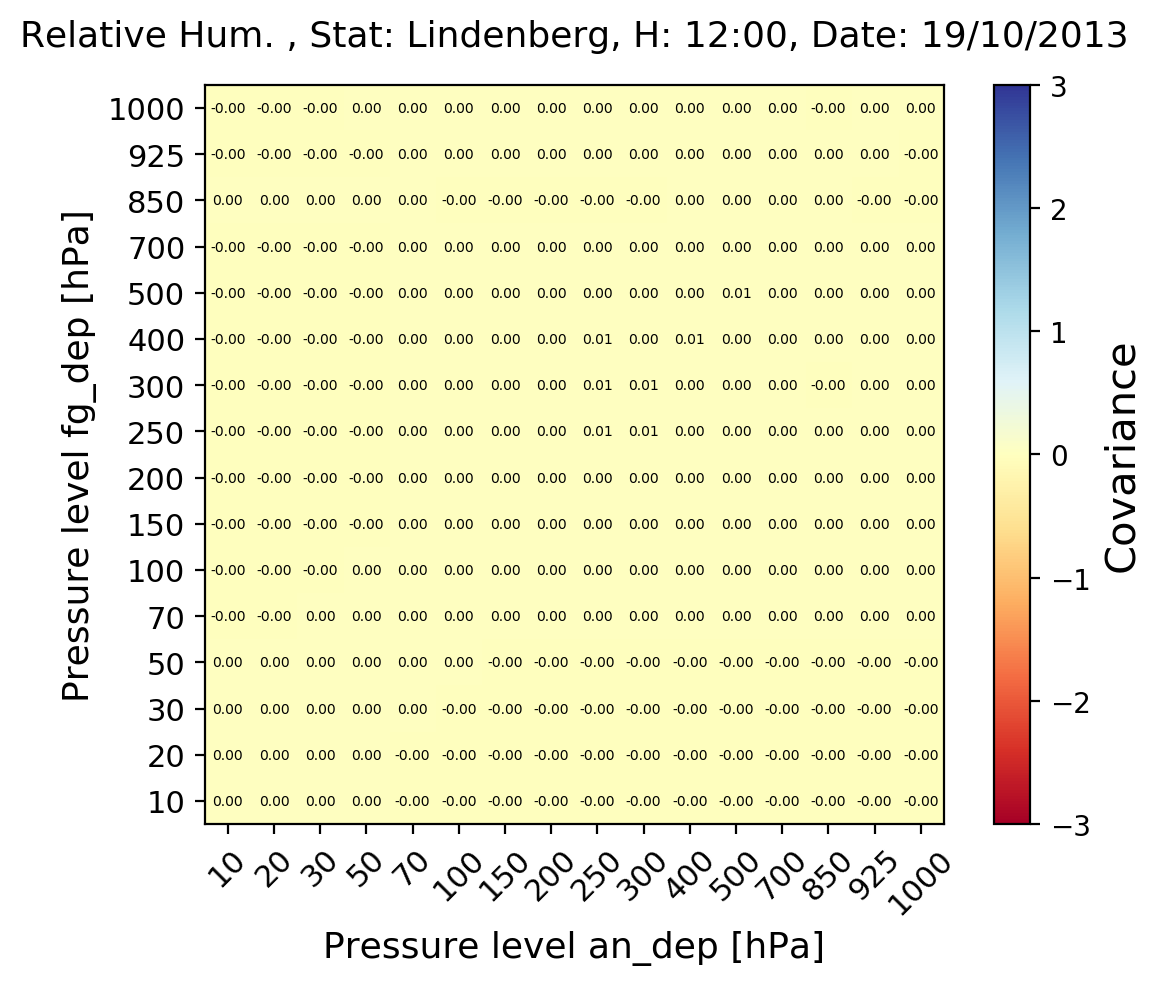 Relative Hum. , Stat: Lindenberg, H: 12:00, Date: 19/10/2013
1000 -0.00 -0.00 -0.00 0.00 0.00 0.00 0.00 0.00 0.00 0.00 0.00 0.00 0.00 -0.00 0.00 0.00
925 -0.00 -0.00 -0.00 -0.00 0.00 0.00 0.00 0.00 0.00 0.00 0.00 0.00 0.00 0.00 0.00 -0.00
850 0.00 0.00 0.00 0.00 0.00 -0.00 -0.00 -0.00 -0.00 -0.00 0.00 0.00 0.00 0.00 -0.00 -0.00
700 -0.00 -0.00 -0.00 -0.00 0.00 0.00 0.00 0.00 0.00 0.00 0.00 0.00 0.00 0.00 0.00 0.00
500 -0.00 -0.00 -0.00 -0.00 0.00 0.00 0.00 0.00 0.00 0.00 0.00 0.01 0.00 0.00 0.00 0.00
400 -0.00 -0.00 -0.00 -0.00 0.00 0.00 0.00 0.00 0.01 0.00 0.01 0.00 0.00 0.00 0.00 0.00
300 -0.00 -0.00 -0.00 -0.00 0.00 0.00 0.00 0.00 0.01 0.01 0.00 0.00 0.00 -0.00 0.00 0.00
250 -0.00 -0.00 -0.00 -0.00 0.00 0.00 0.00 0.00 0.01 0.01 0.00 0.00 0.00 0.00 0.00 0.00
200 -0.00 -0.00 -0.00 -0.00 0.00 0.00 0.00 0.00 0.00 0.00 0.00 0.00 0.00 0.00 0.00 0.00
150 -0.00 -0.00 -0.00 -0.00 0.00 0.00 0.00 0.00 0.00 0.00 0.00 0.00 0.00 0.00 0.00 0.00
100 -0.00 -0.00 -0.00 0.00 0.00 0.00 0.00 0.00 0.00 0.00 0.00 0.00 0.00 0.00 0.00 0.00
70 -0.00 -0.00 0.00 0.00 0.00 0.00 0.00 0.00 0.00 0.00 0.00 0.00 0.00 0.00 0.00 0.00
50 0.00 0.00 0.00 0.00 0.00 0.00 -0.00 -0.00 -0.00 -0.00 -0.00 -0.00 -0.00 -0.00 -0.00 -0.00
30 0.00 0.00 0.00 0.00 0.00 -0.00 -0.00 -0.00 -0.00 -0.00 -0.00 -0.00 -0.00 -0.00 -0.00 -0.00
20 0.00 0.00 0.00 0.00 -0.00 -0.00 -0.00 -0.00 -0.00 -0.00 -0.00 -0.00 -0.00 -0.00 -0.00 -0.00
10 0.00 0.00 0.00 0.00 -0.00 -0.00 -0.00 -0.00 -0.00 -0.00 -0.00 -0.00 -0.00 -0.00 -0.00 -0.00
10 20 30 50 70 100 150 200 250 300 400 500 700 850 925 1000
Pressure level an_dep [hPa]
Pressure level fg_dep [hPa]
3
2
1
0
−1
−2
−3
Covariance